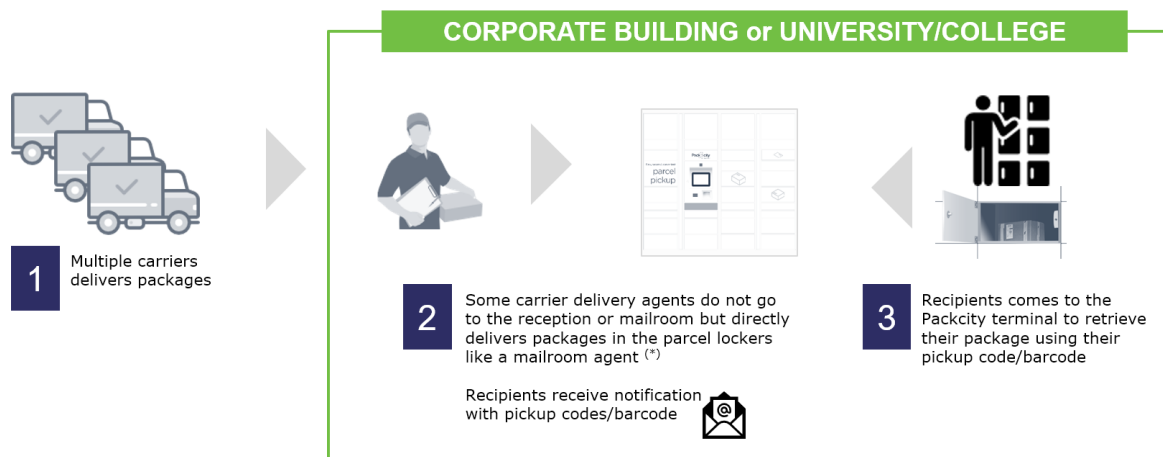 CORPORATE BUILDING or UNIVERSITY/COLLEGE
1
Multiple carriers
delivers packages
parcel
pickup
2
Some carrier delivery agents do not go
to the reception or mailroom but directly
delivers packages in the parcel lockers
like a mailroom agent (*)
Recipients receive notification
with pickup codes/barcode
@
3
Recipients comes to the
Packcity terminal to retrieve
their package using their
pickup code/barcode